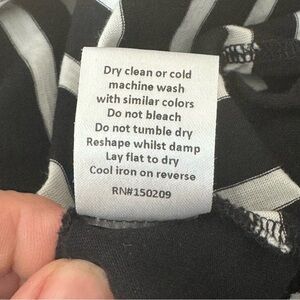 Dry clean or cold
machine wash
with similar colors
Do not bleach
Do not tumble dry
Reshape whilst damp
Lay flat to dry
Cool iron on reverse
RN#150209